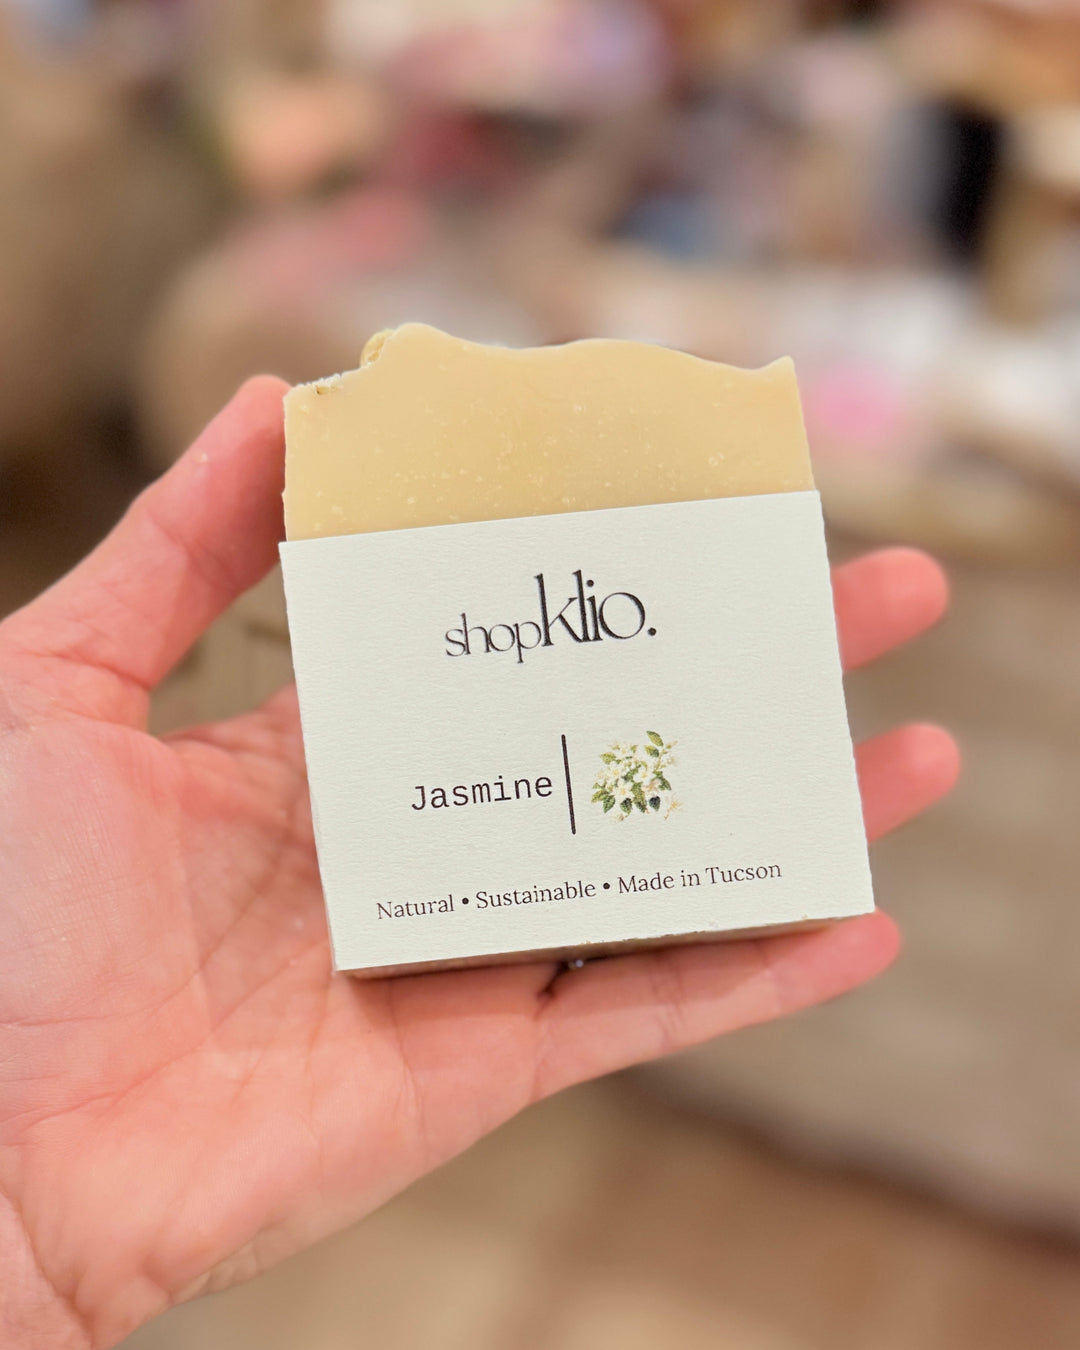 shopklio.
Jasmine
Natural • Sustainable • Made in Tucson